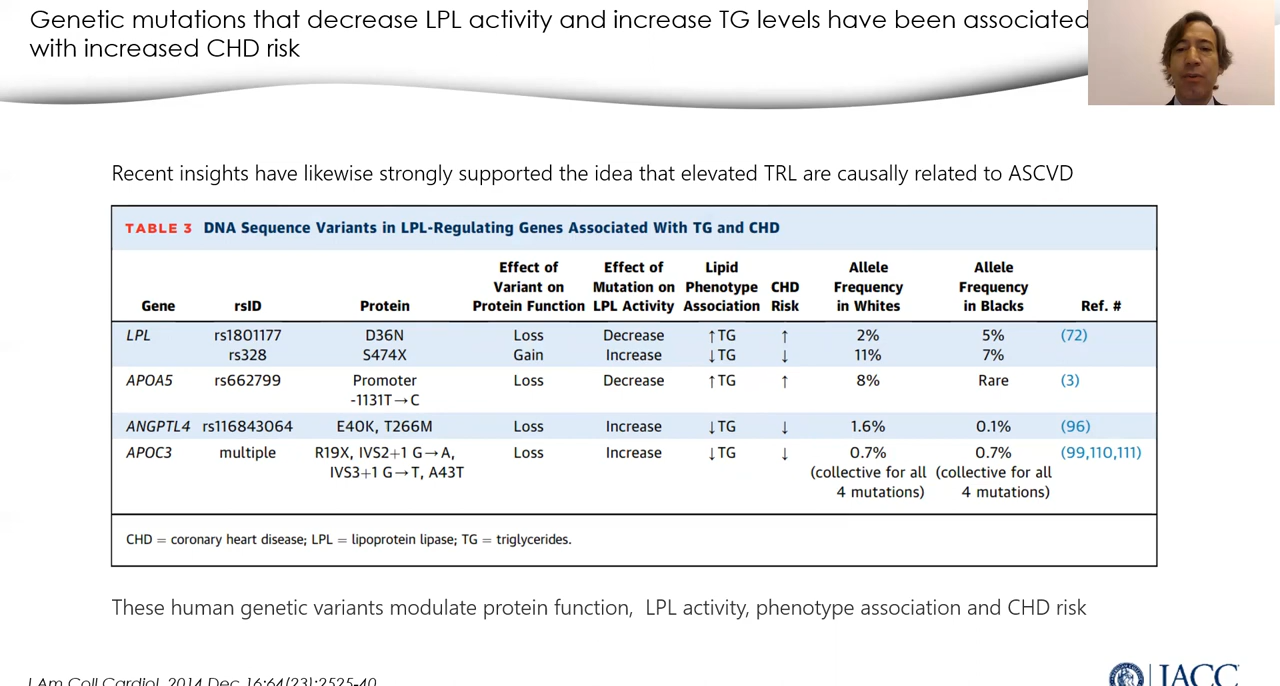 Genetic mutations that decrease LPL activity and increase TG levels have been associated
with increased CHD risk
Recent insights have likewise strongly supported the idea that elevated TRL are causally related to ASCVD
TABLE 3 DNA Sequence Variants in LPL-Regulating Genes Associated With TG and CHD
Effect of Effect of Lipid Allele Allele
Variant on Mutation on Phenotype CHD Frequency Frequency
Gene rsID Protein Protein Function LPL Activity Association Risk in Whites in Blacks Ref. #
LPL rs1801177 D36N Loss Decrease ↑TG ↑ 2% 5% (72)
rs328 S474X Gain Increase ↓TG ↓ 11% 7%
APOA5 rs662799 Promoter Loss Decrease ↑TG ↑ 8% Rare (3)
-1131T→C
ANGPTL4 rs116843064 E40K, T266M Loss Increase ↓TG ↓ 1.6% 0.1% (96)
APOC3 multiple R19X, IVS2+1 G→A, Loss Increase ↓TG ↓ 0.7% 0.7% (99,110,111)
IVS3+1 G→T, A43T (collective for all (collective for all
4 mutations) 4 mutations)
CHD = coronary heart disease; LPL = lipoprotein lipase; TG = triglycerides.
These human genetic variants modulate protein function, LPL activity, phenotype association and CHD risk
J Am Coll Cardiol. 2014 Dec 16;64(23):2525-40
JACC